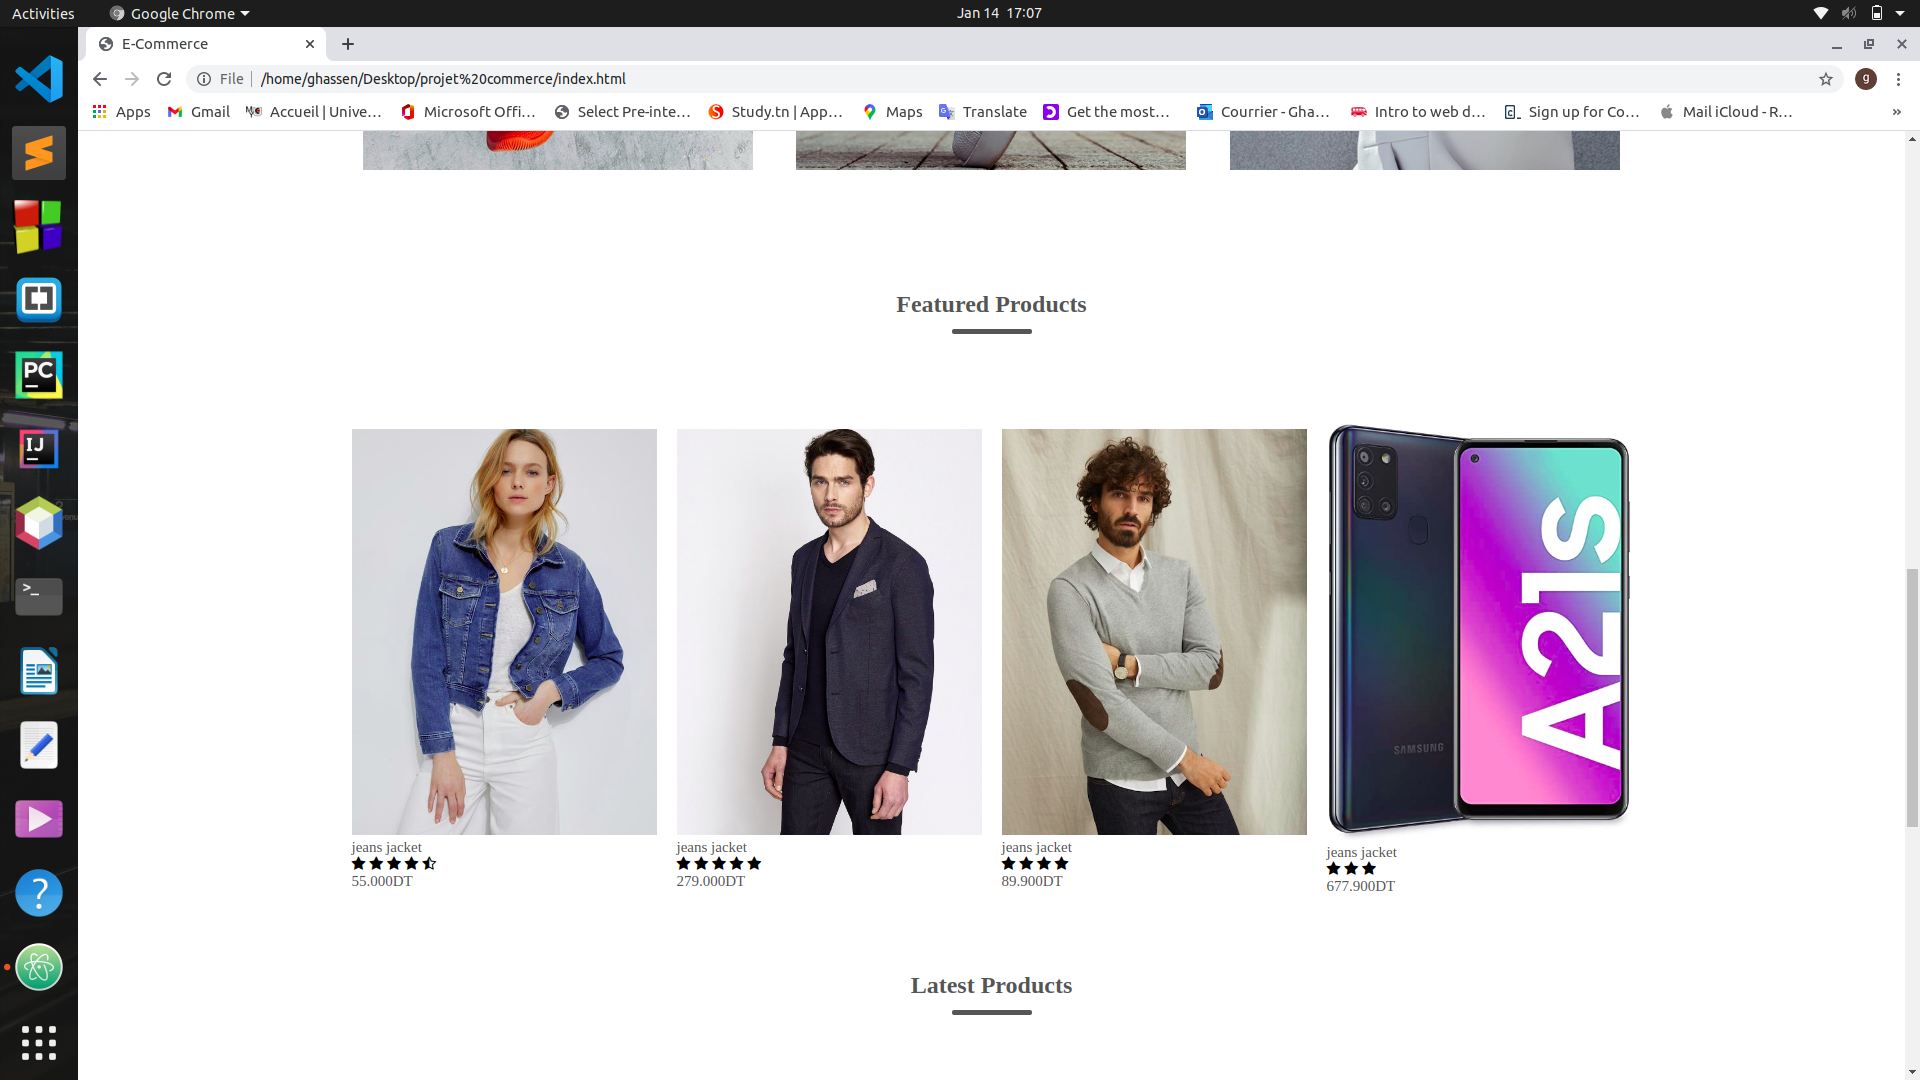 Activities
Google Chrome
Jan 14 17:07
E-Commerce
File
/home/ghassen/Desktop/projet%20commerce/index.html
g
Apps
Gmail
Accueil | Unive…
Microsoft Offi…
Select Pre-inte…
Study.tn | App…
Maps
Translate
Get the most…
Courrier - Gha…
Intro to web d…
Sign up for Co…
Mail iCloud - R…
»
PC
IJ
>_
?
Featured Products
SAMSUNG
A21s
jeans jacket
55.000DT
jeans jacket
279.000DT
jeans jacket
89.900DT
jeans jacket
677.900DT
Latest Products